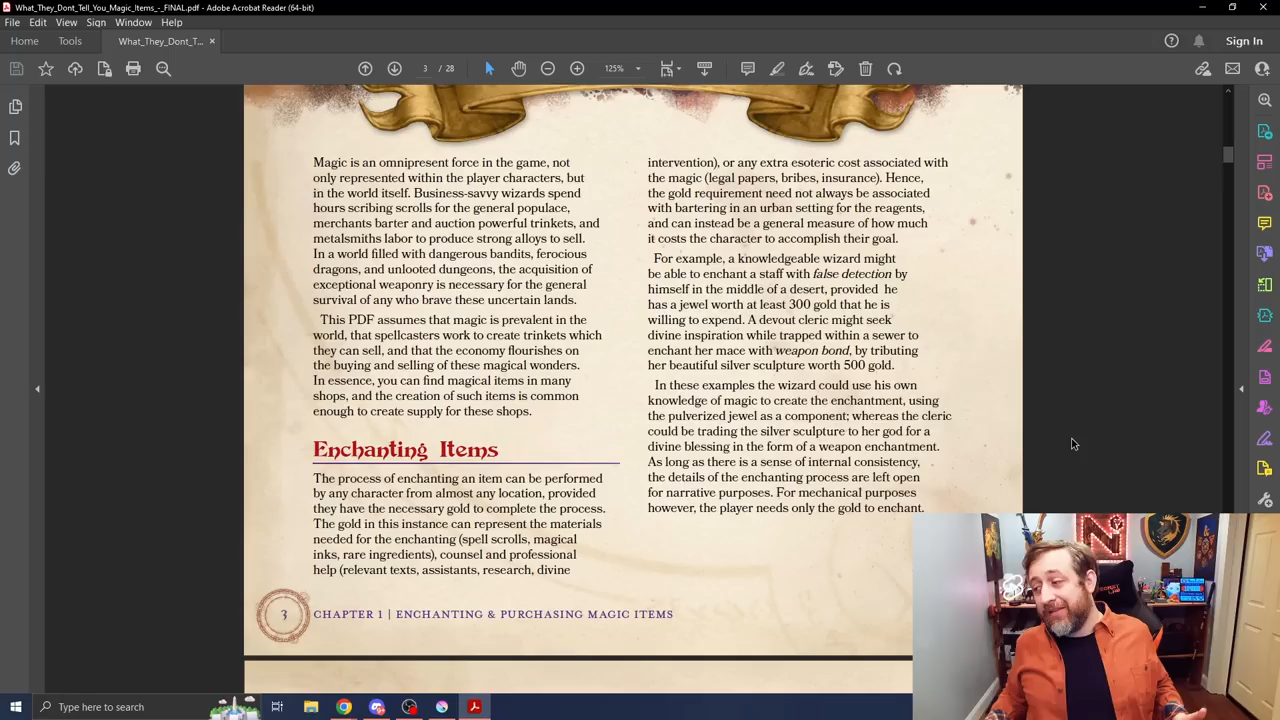 What_They_Dont_Tell_You_Magic_Items_-_FINAL.pdf - Adobe Acrobat Reader (64-bit)
File Edit View Sign Window Help
Home Tools What_They_Dont_T... × Sign In
3 / 28 125%
Magic is an omnipresent force in the game, not
only represented within the player characters, but
in the world itself. Business-savvy wizards spend
hours scribing scrolls for the general populace,
merchants barter and auction powerful trinkets, and
metalsmiths labor to produce strong alloys to sell.
In a world filled with dangerous bandits, ferocious
dragons, and unlooted dungeons, the acquisition of
exceptional weaponry is necessary for the general
survival of any who brave these uncertain lands.
This PDF assumes that magic is prevalent in the
world, that spellcasters work to create trinkets which
they can sell, and that the economy flourishes on
the buying and selling of these magical wonders.
In essence, you can find magical items in many
shops, and the creation of such items is common
enough to create supply for these shops.
Enchanting Items
The process of enchanting an item can be performed
by any character from almost any location, provided
they have the necessary gold to complete the process.
The gold in this instance can represent the materials
needed for the enchanting (spell scrolls, magical
inks, rare ingredients), counsel and professional
help (relevant texts, assistants, research, divine
intervention), or any extra esoteric cost associated with
the magic (legal papers, bribes, insurance). Hence,
the gold requirement need not always be associated
with bartering in an urban setting for the reagents,
and can instead be a general measure of how much
it costs the character to accomplish their goal.
For example, a knowledgeable wizard might
be able to enchant a staff with false detection by
himself in the middle of a desert, provided he
has a jewel worth at least 300 gold that he is
willing to expend. A devout cleric might seek
divine inspiration while trapped within a sewer to
enchant her mace with weapon bond, by tributing
her beautiful silver sculpture worth 500 gold.
In these examples the wizard could use his own
knowledge of magic to create the enchantment, using
the pulverized jewel as a component; whereas the cleric
could be trading the silver sculpture to her god for a
divine blessing in the form of a weapon enchantment.
As long as there is a sense of internal consistency,
the details of the enchanting process are left open
for narrative purposes. For mechanical purposes
however, the player needs only the gold to enchant.
3 CHAPTER 1 | ENCHANTING & PURCHASING MAGIC ITEMS
Type here to search